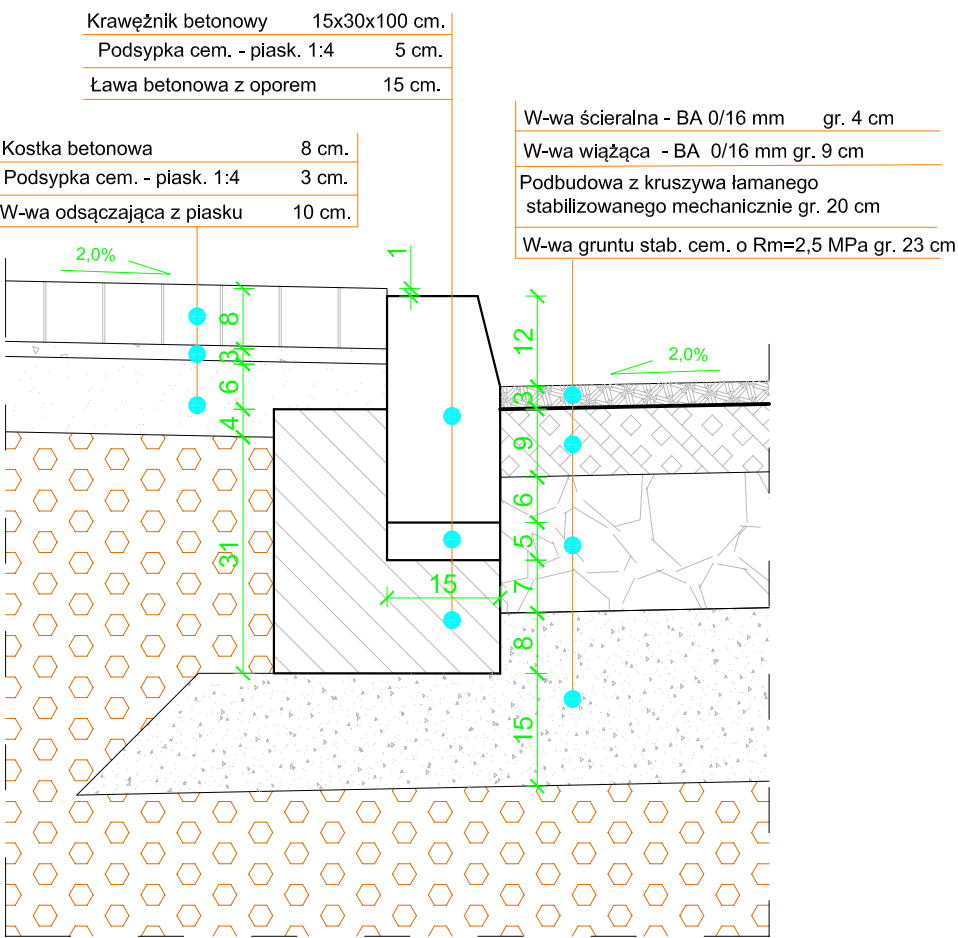 Krawężnik betonowy 15x30x100 cm.
Podsypka cem. - piask. 1:4 5 cm.
Ława betonowa z oporem 15 cm.
Kostka betonowa 8 cm.
Podsypka cem. - piask. 1:4 3 cm.
W-wa odsączająca z piasku 10 cm.
W-wa ścieralna - BA 0/16 mm gr. 4 cm
W-wa wiążąca - BA 0/16 mm gr. 9 cm
Podbudowa z kruszywa łamanego
stabilizowanego mechanicznie gr. 20 cm
W-wa gruntu stab. cem. o Rm=2,5 MPa gr. 23 cm
2,0%
1
8
3
6
4
31
15
12
3
9
6
5
7
8
15
2,0%